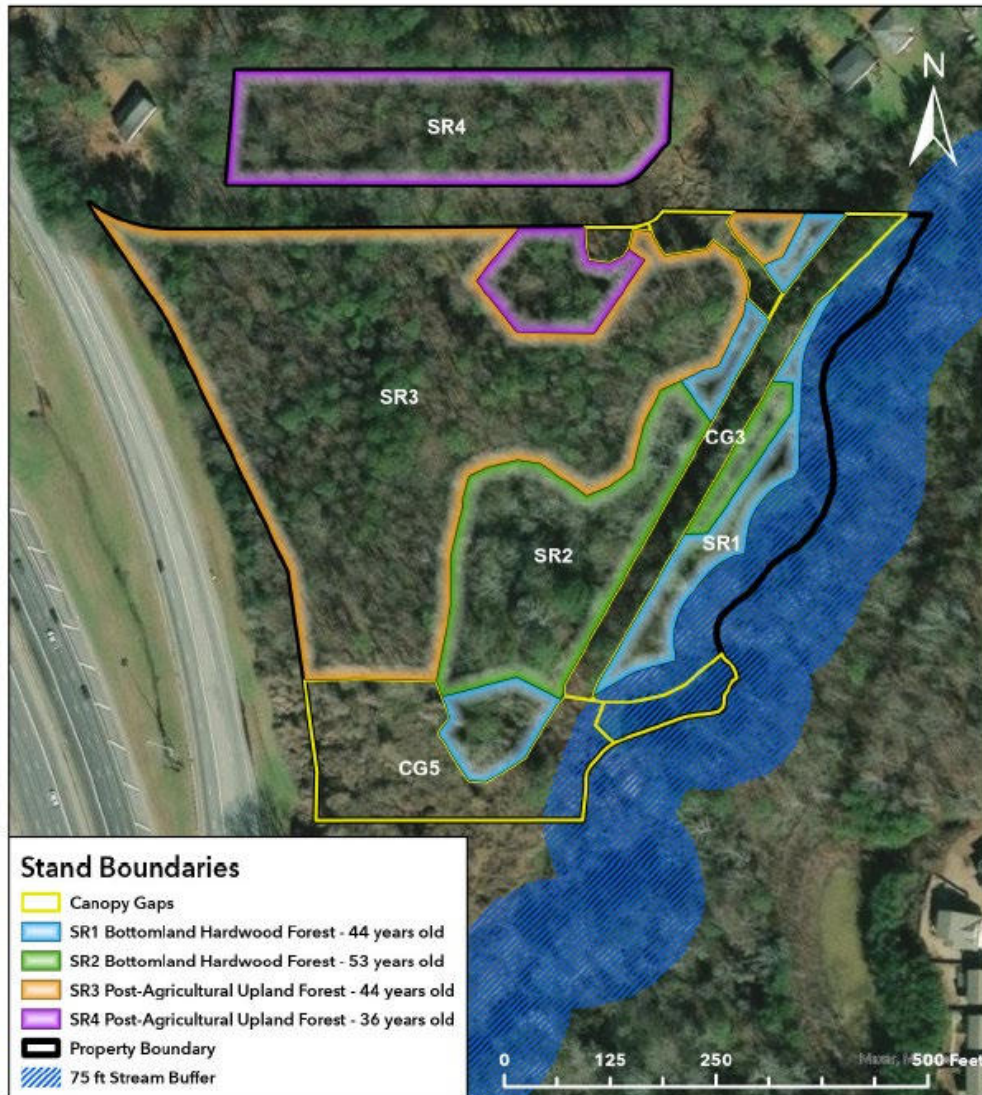 SR4
N
SR3
CG3
SR2
SR1
CG5
Stand Boundaries
Canopy Gaps
SR1 Bottomland Hardwood Forest - 44 years old
SR2 Bottomland Hardwood Forest - 53 years old
SR3 Post-Agricultural Upland Forest - 44 years old
SR4 Post-Agricultural Upland Forest - 36 years old
Property Boundary
75 ft Stream Buffer
0 125 250 500 Feet
Maxar,